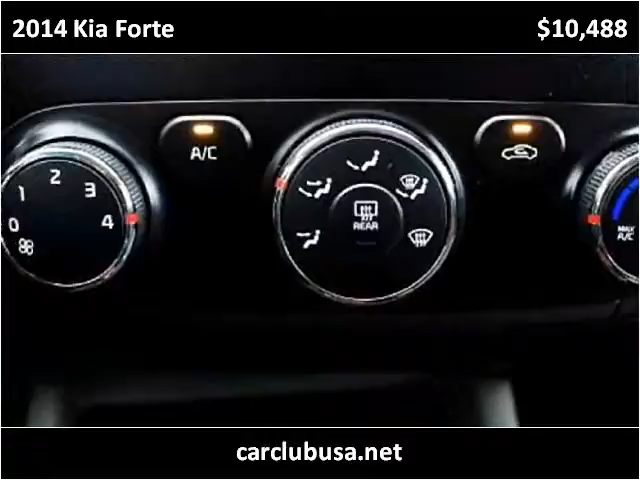 2014 Kia Forte
$10,488
A/C
0
1
2
3
4
REAR
MAX
A/C
carclubusa.net